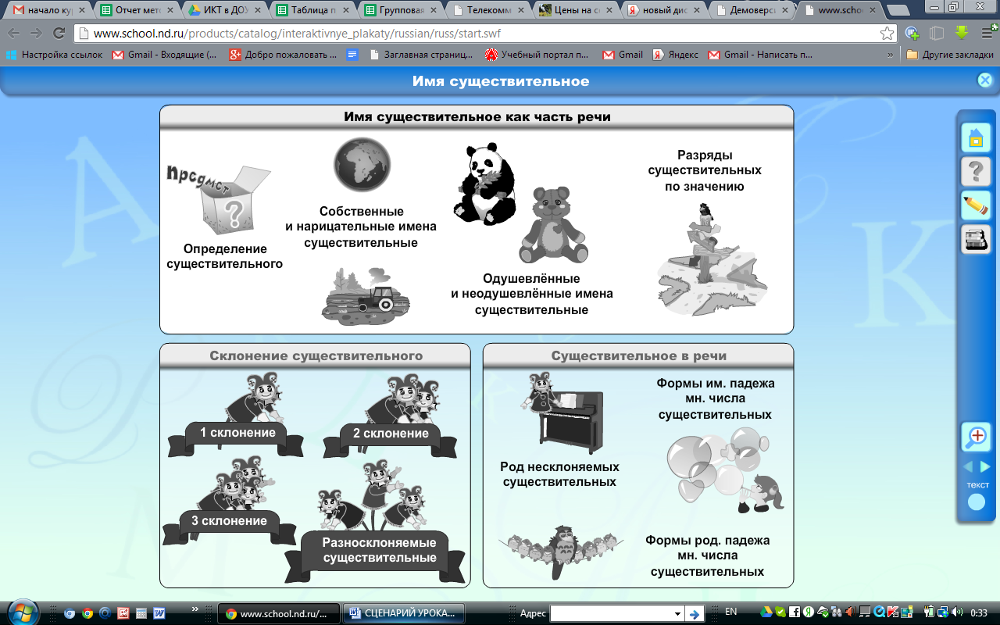 начало кур
Отчет мето
ИКТ в ДОУ
Таблица п
Групповая
Телекомм
Цены на с
новый дис
Демоверс
www.scho
www.school.nd.ru/products/catalog/interaktivnye_plakaty/russian/russ/start.swf
Настройка ссылок
Gmail - Входящие (...
Добро пожаловать ...
Заглавная страниц...
Учебный портал п...
Gmail
Яндекс
Gmail - Написать п...
»
Другие закладки
Имя существительное
Имя существительное как часть речи
Предмет
?
Определение
существительного
Собственные
и нарицательные имена
существительные
Одушевлённые
и неодушевлённые имена
существительные
Разряды
существительных
по значению
Склонение существительного
1 склонение
2 склонение
3 склонение
Разносклоняемые
существительные
Существительное в речи
Род несклоняемых
существительных
Формы им. падежа
мн. числа
существительных
Формы род. падежа
мн. числа
существительных
?
текст
А
К
www.school.nd.ru/...
СЦЕНАРИЙ УРОКА...
Адрес
EN
0:33